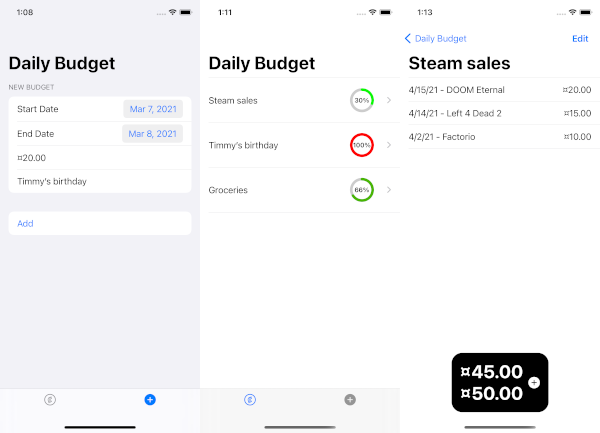 1:08
Daily Budget
NEW BUDGET
Start Date Mar 7, 2021
End Date Mar 8, 2021
¤20.00
Timmy's birthday
Add
1:11
Daily Budget
Steam sales 30%
Timmy's birthday 100%
Groceries 66%
1:13
Daily Budget Edit
Steam sales
4/15/21 - DOOM Eternal ¤20.00
4/14/21 - Left 4 Dead 2 ¤15.00
4/2/21 - Factorio ¤10.00
¤45.00
¤50.00